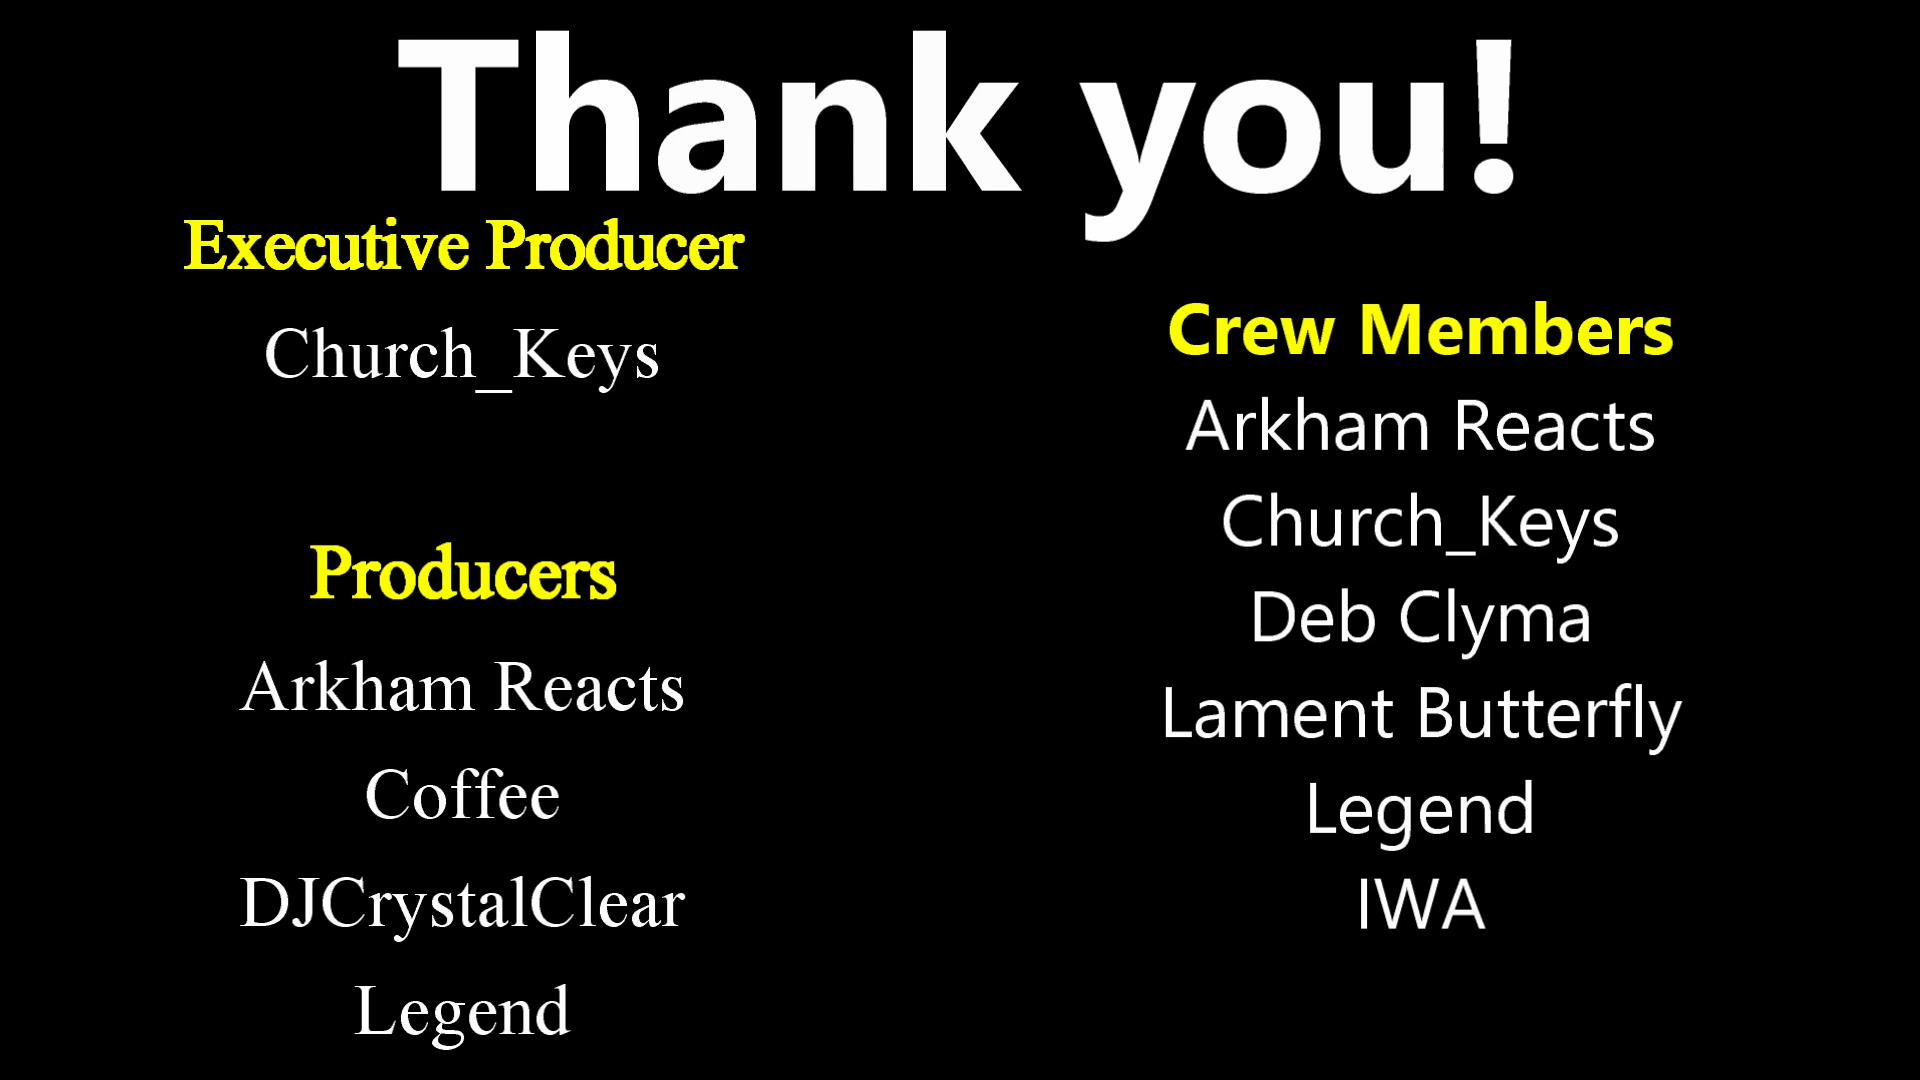 Thank you!
Executive Producer
Church_Keys
Producers
Arkham Reacts
Coffee
DJCrystalClear
Legend
Crew Members
Arkham Reacts
Church_Keys
Deb Clyma
Lament Butterfly
Legend
IWA